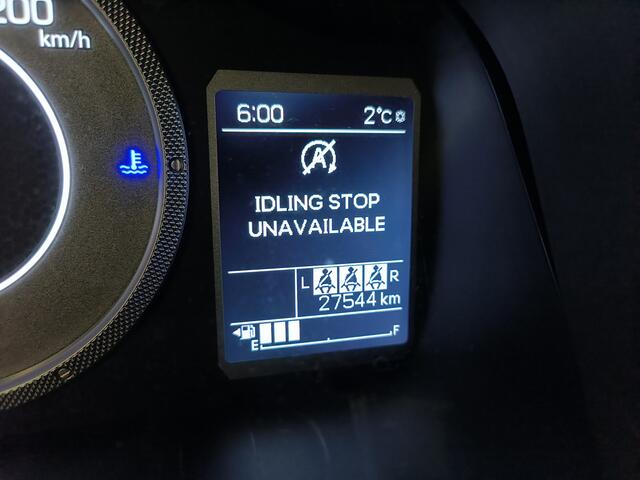 200
km/h
6:00 2°C
A
IDLING STOP
UNAVAILABLE
L R
27544 km
E F